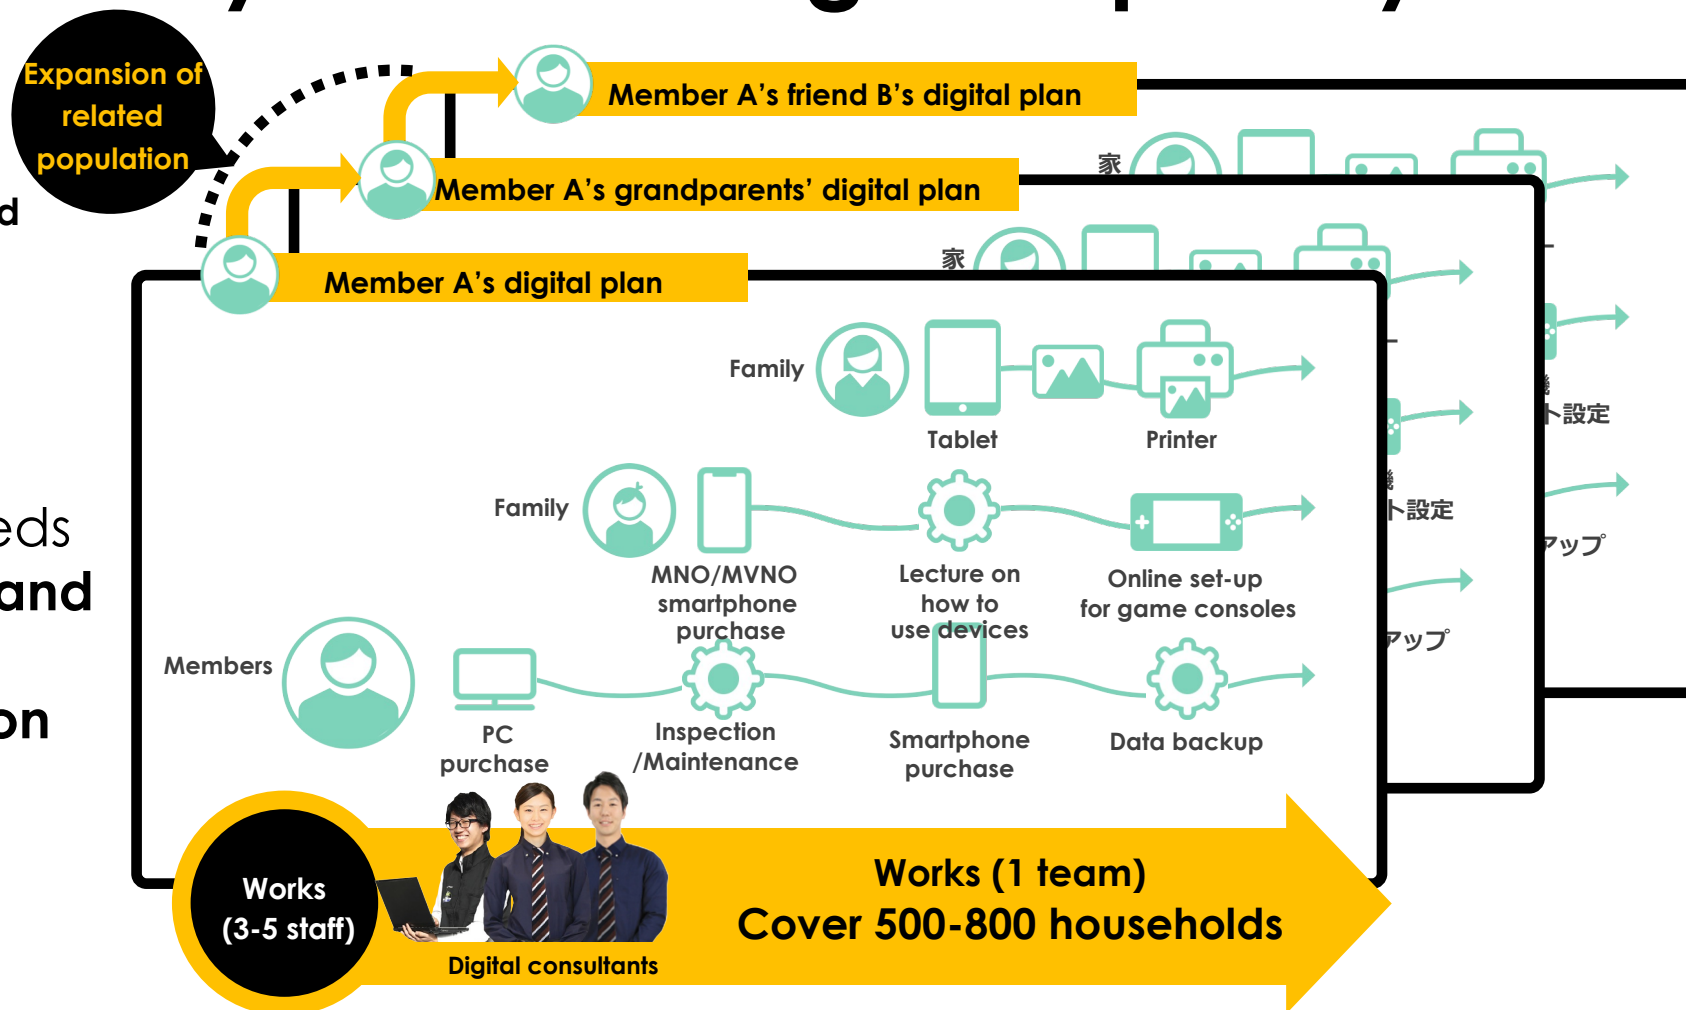 Expansion of
related
population
Member A's friend B's digital plan
Member A's grandparents’ digital plan
Member A's digital plan
d
eds
and
on
家
家
Family
Tablet
Printer
Family
MNO/MVNO
smartphone
purchase
Lecture on
how to
use devices
Online set-up
for game consoles
Members
PC
purchase
Inspection
/Maintenance
Smartphone
purchase
Data backup
ト設定
アップ
ト設定
アップ
Works
(3-5 staff)
Digital consultants
Works (1 team)
Cover 500-800 households